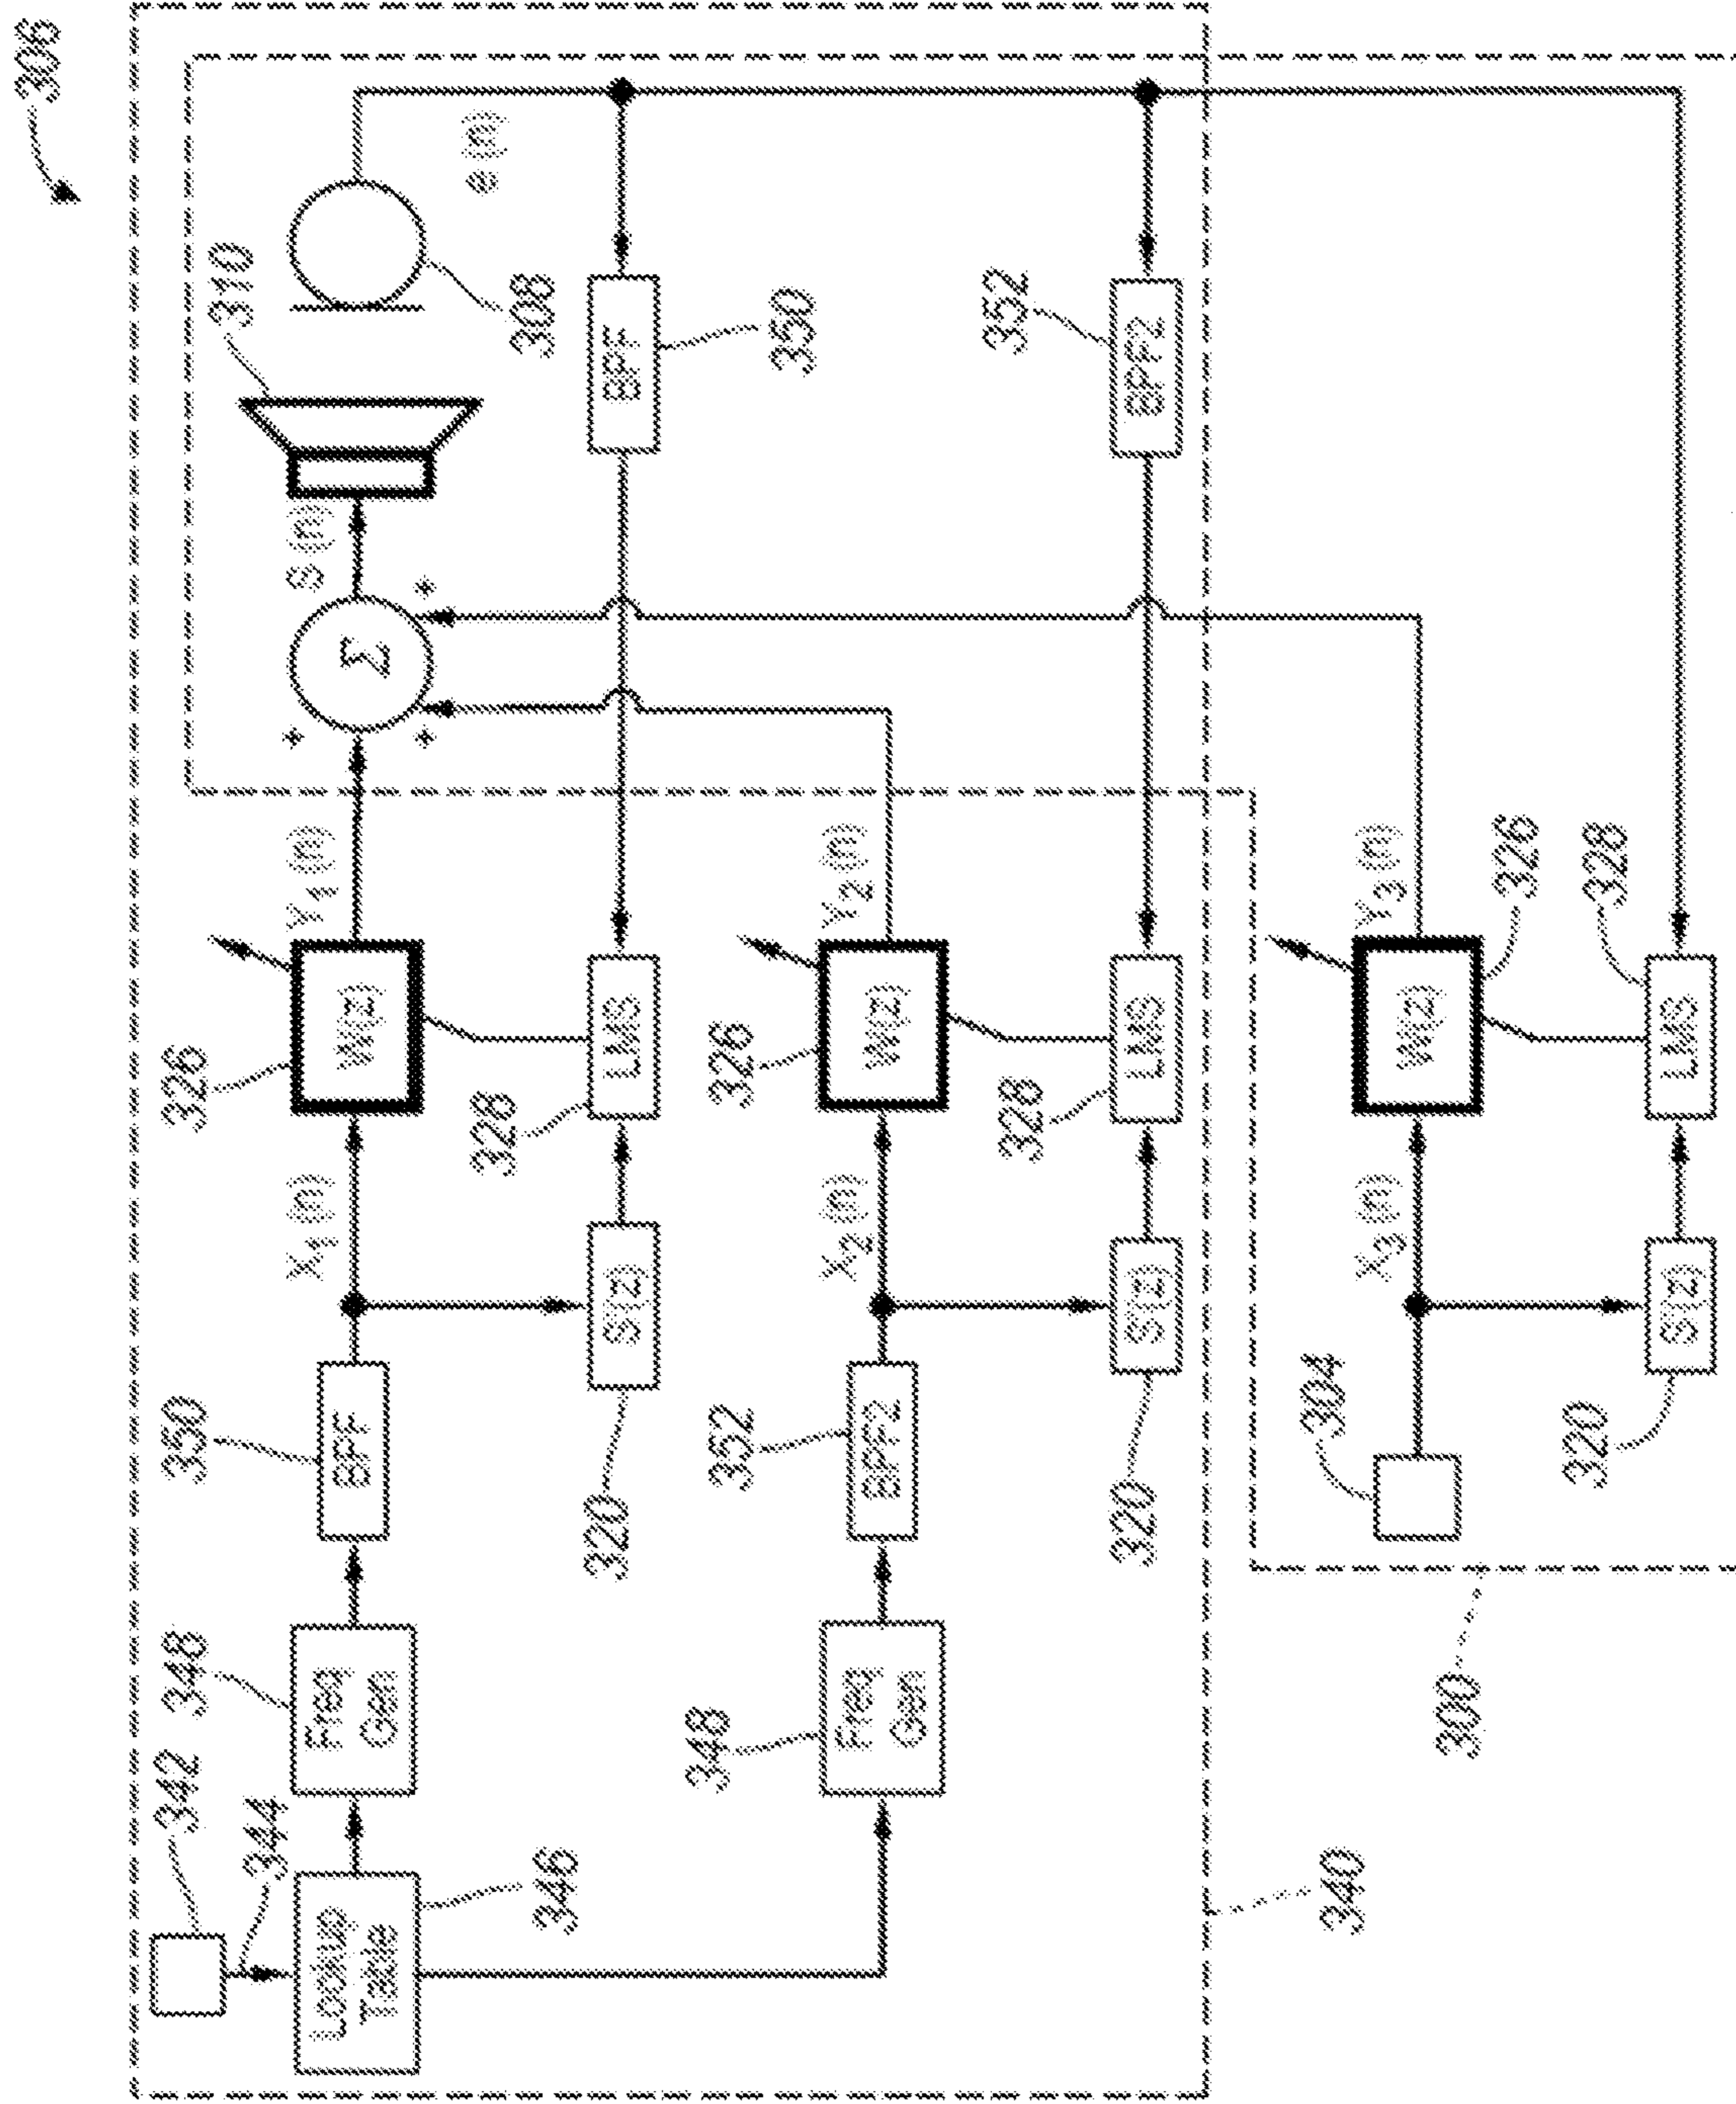 306
342
344
Lookup
Table
346
348
Freq
Gen
350
BPF
X1(n)
326
W(z)
Y1(n)
Σ
+
+
+
S(n)
310
308
e(n)
320
S'(z)
328
LMS
BPF
350
348
Freq
Gen
352
BPF2
X2(n)
326
W(z)
Y2(n)
320
S'(z)
328
LMS
BPF2
352
340
300
304
X3(n)
W(z)
Y3(n)
326
320
S'(z)
LMS
328